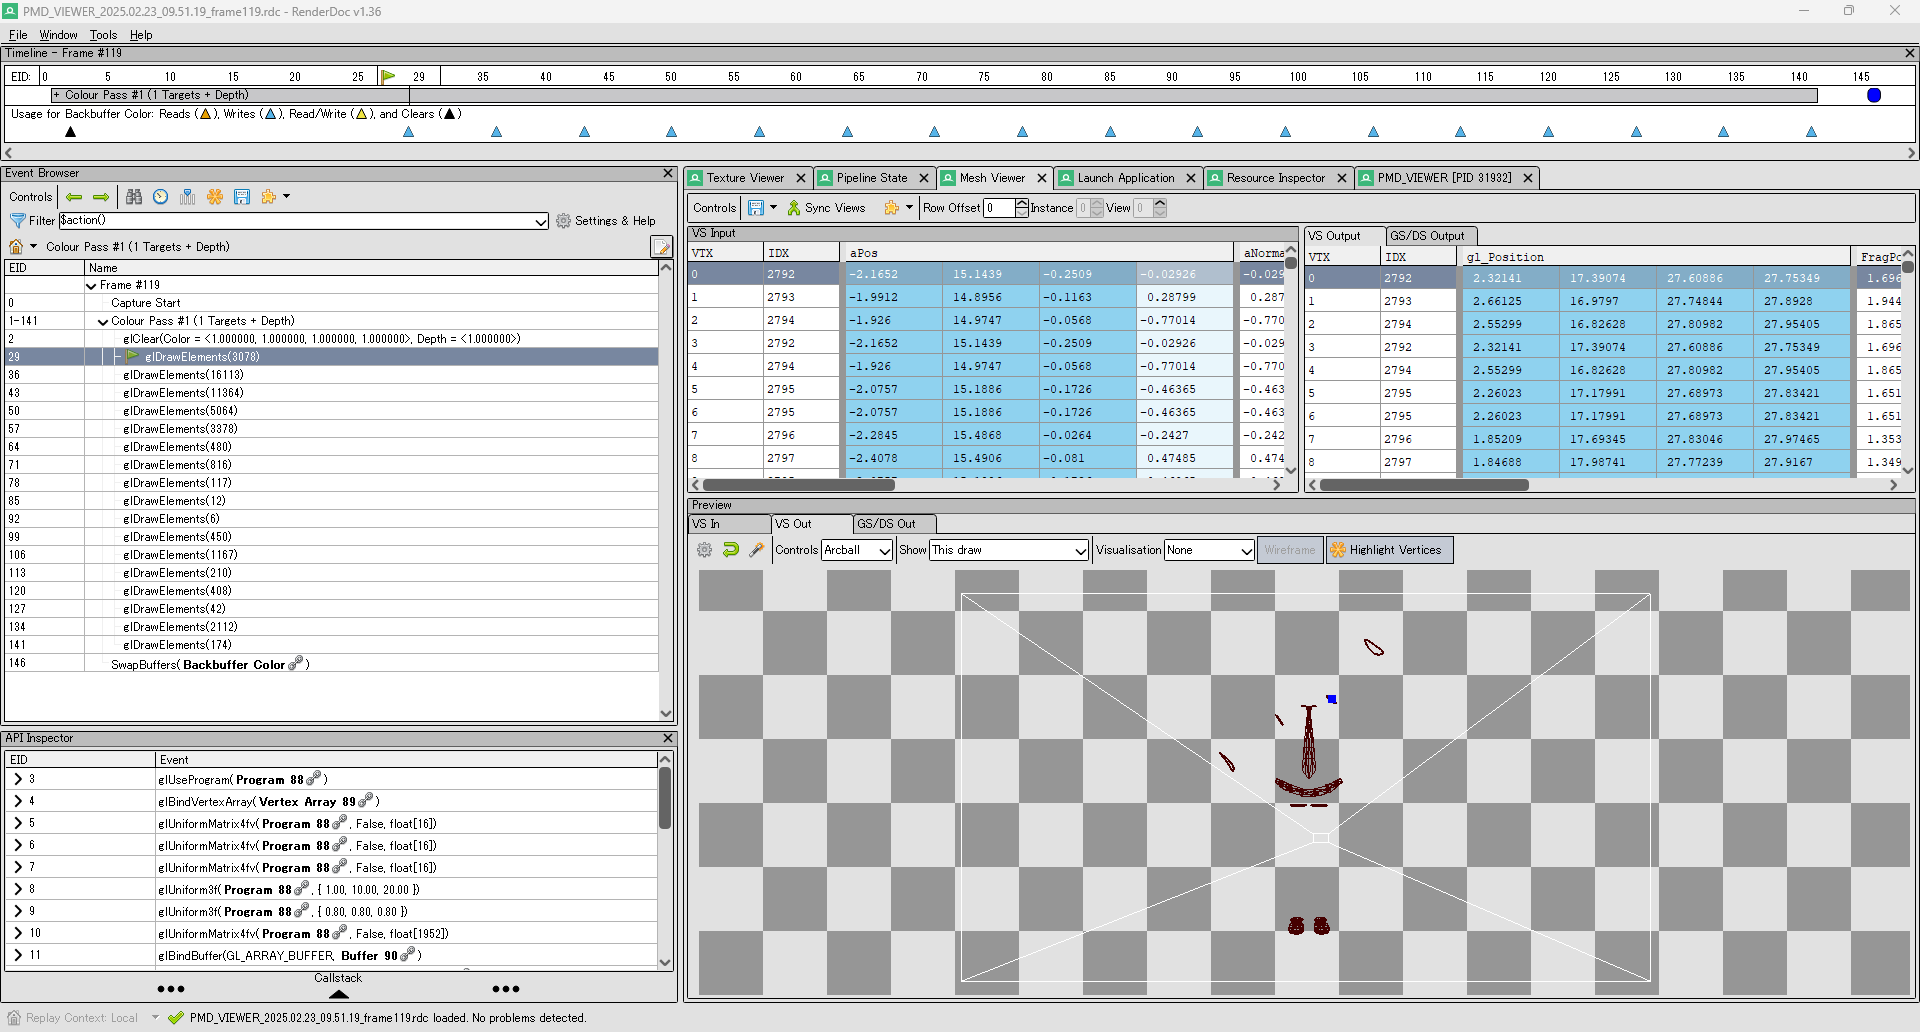 PMD_VIEWER_2025.02.23_09.51.19_frame119.rdc - RenderDoc v1.36
File Window Tools Help
Timeline - Frame #119
EID: 0 5 10 15 20 25 29 35 40 45 50 55 60 65 70 75 80 85 90 95 100 105 110 115 120 125 130 135 140 145
+ Colour Pass #1 (1 Targets + Depth)
Usage for Backbuffer Color: Reads (▲), Writes (▲), Read/Write (▲), and Clears (▲)
Event Browser
Controls
Filter $action() Settings & Help
Colour Pass #1 (1 Targets + Depth)
EID Name
Frame #119
0 Capture Start
1-141 Colour Pass #1 (1 Targets + Depth)
2 glClear(Color = <1.000000, 1.000000, 1.000000, 1.000000>, Depth = <1.000000>)
29 glDrawElements(3078)
36 glDrawElements(16113)
43 glDrawElements(11364)
50 glDrawElements(5064)
57 glDrawElements(3378)
64 glDrawElements(480)
71 glDrawElements(816)
78 glDrawElements(117)
85 glDrawElements(12)
92 glDrawElements(6)
99 glDrawElements(450)
106 glDrawElements(1167)
113 glDrawElements(210)
120 glDrawElements(408)
127 glDrawElements(42)
134 glDrawElements(2112)
141 glDrawElements(174)
146 SwapBuffers(Backbuffer Color)
API Inspector
EID Event
3 glUseProgram(Program 88)
4 glBindVertexArray(Vertex Array 89)
5 glUniformMatrix4fv(Program 88, False, float[16])
6 glUniformMatrix4fv(Program 88, False, float[16])
7 glUniformMatrix4fv(Program 88, False, float[16])
8 glUniform3f(Program 88, { 1.00, 10.00, 20.00 })
9 glUniform3f(Program 88, { 0.80, 0.80, 0.80 })
10 glUniformMatrix4fv(Program 88, False, float[1952])
11 glBindBuffer(GL_ARRAY_BUFFER, Buffer 90)
Callstack
Texture Viewer Pipeline State Mesh Viewer Launch Application Resource Inspector PMD_VIEWER [PID 31932]
Controls Sync Views Row Offset 0 Instance 0 View 0
VS Input
VTX IDX aPos aNorma
0 2792 -2.1652 15.1439 -0.2509 -0.02926 -0.029
1 2793 -1.9912 14.8956 -0.1163 0.28799 0.287
2 2794 -1.926 14.9747 -0.0568 -0.77014 -0.770
3 2792 -2.1652 15.1439 -0.2509 -0.02926 -0.029
4 2794 -1.926 14.9747 -0.0568 -0.77014 -0.770
5 2795 -2.0757 15.1886 -0.1726 -0.46365 -0.463
6 2795 -2.0757 15.1886 -0.1726 -0.46365 -0.463
7 2796 -2.2845 15.4868 -0.0264 -0.2427 -0.242
8 2797 -2.4078 15.4906 -0.081 0.47485 0.474
VS Output GS/DS Output
VTX IDX gl_Position FragPo
0 2792 2.32141 17.39074 27.60886 27.75349 1.696
1 2793 2.66125 16.9797 27.74844 27.8928 1.944
2 2794 2.55299 16.82628 27.80982 27.95405 1.865
3 2792 2.32141 17.39074 27.60886 27.75349 1.696
4 2794 2.55299 16.82628 27.80982 27.95405 1.865
5 2795 2.26023 17.17991 27.68973 27.83421 1.651
6 2795 2.26023 17.17991 27.68973 27.83421 1.651
7 2796 1.85209 17.69345 27.83046 27.97465 1.353
8 2797 1.84688 17.98741 27.77239 27.9167 1.349
Preview
VS In VS Out GS/DS Out
Controls Arcball Show This draw Visualisation None Wireframe Highlight Vertices
Replay Context: Local PMD_VIEWER_2025.02.23_09.51.19_frame119.rdc loaded. No problems detected.